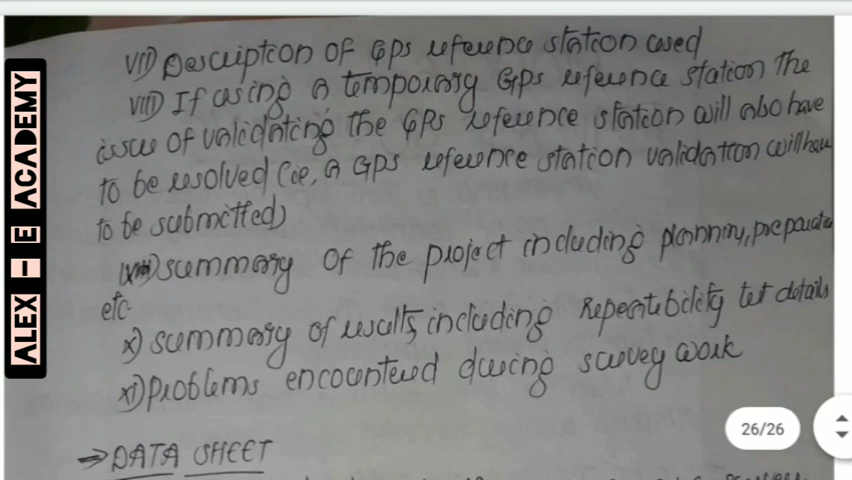 VII) Description of GPS reference station used
VIII) If using a temporary GPS reference station the
issue of validating the GPS reference station will also have
to be resolved (ie, a GPS reference station validation will have
to be submitted)
summary of the project including planning, preparation
etc
x) summary of results, including Repeatibility test details
xi) problems encountered during survey work
→ DATA SHEET
ALEX - E ACADEMY
26/26